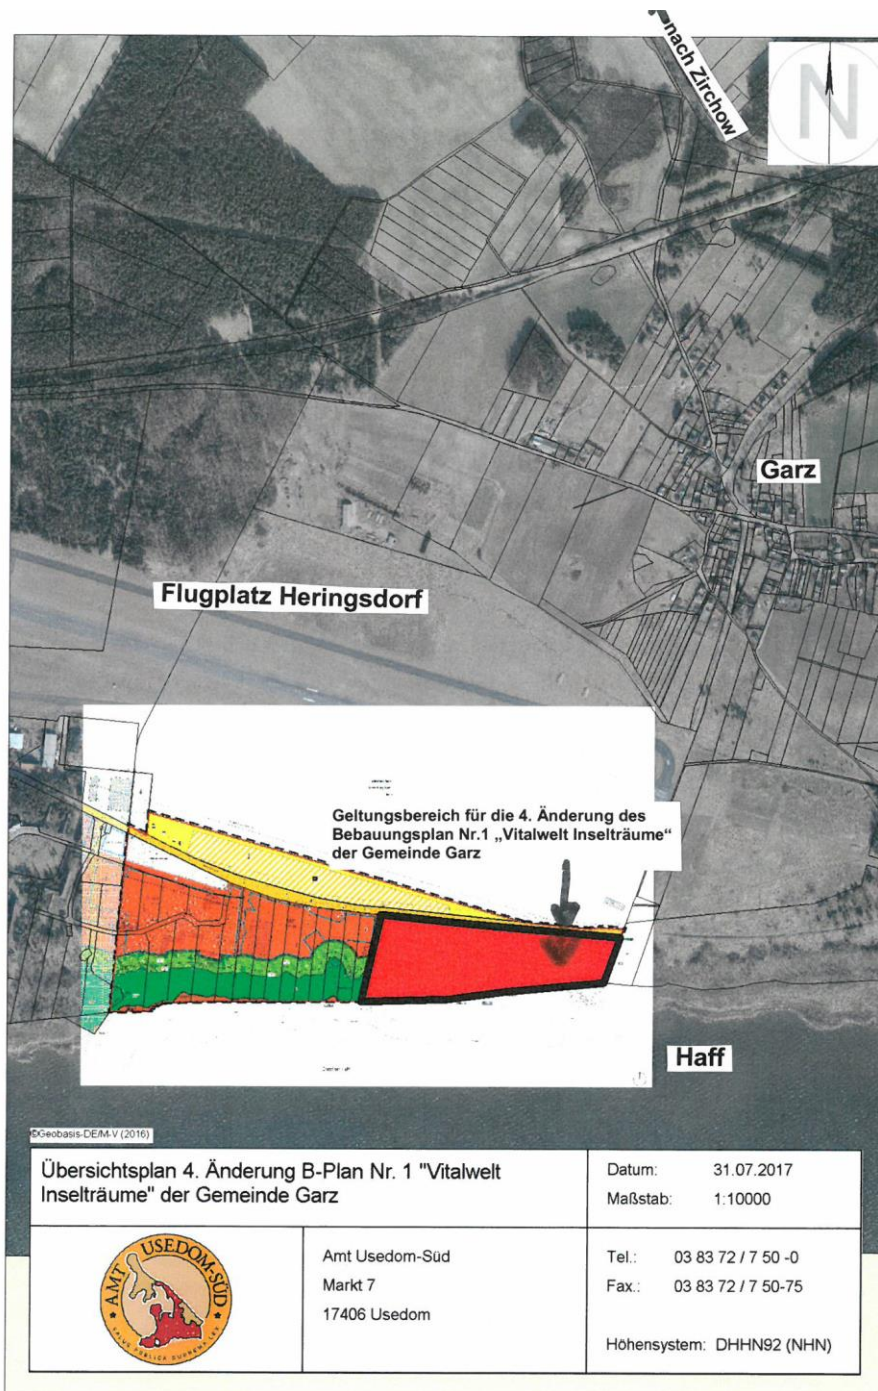 nach Zirchow
N
Garz
Flugplatz Heringsdorf
Geltungsbereich für die 4. Änderung des
Bebauungsplan Nr.1 „Vitalwelt Inselträume“
der Gemeinde Garz
Haff
©Geobasis-DE/M-V (2016)
Übersichtsplan 4. Änderung B-Plan Nr. 1 "Vitalwelt
Inselträume" der Gemeinde Garz
Datum: 31.07.2017
Maßstab: 1:10000
AMT USEDOM-SÜD
Amt Usedom-Süd
Markt 7
17406 Usedom
Tel.: 03 83 72 / 7 50 -0
Fax.: 03 83 72 / 7 50-75
Höhensystem: DHHN92 (NHN)